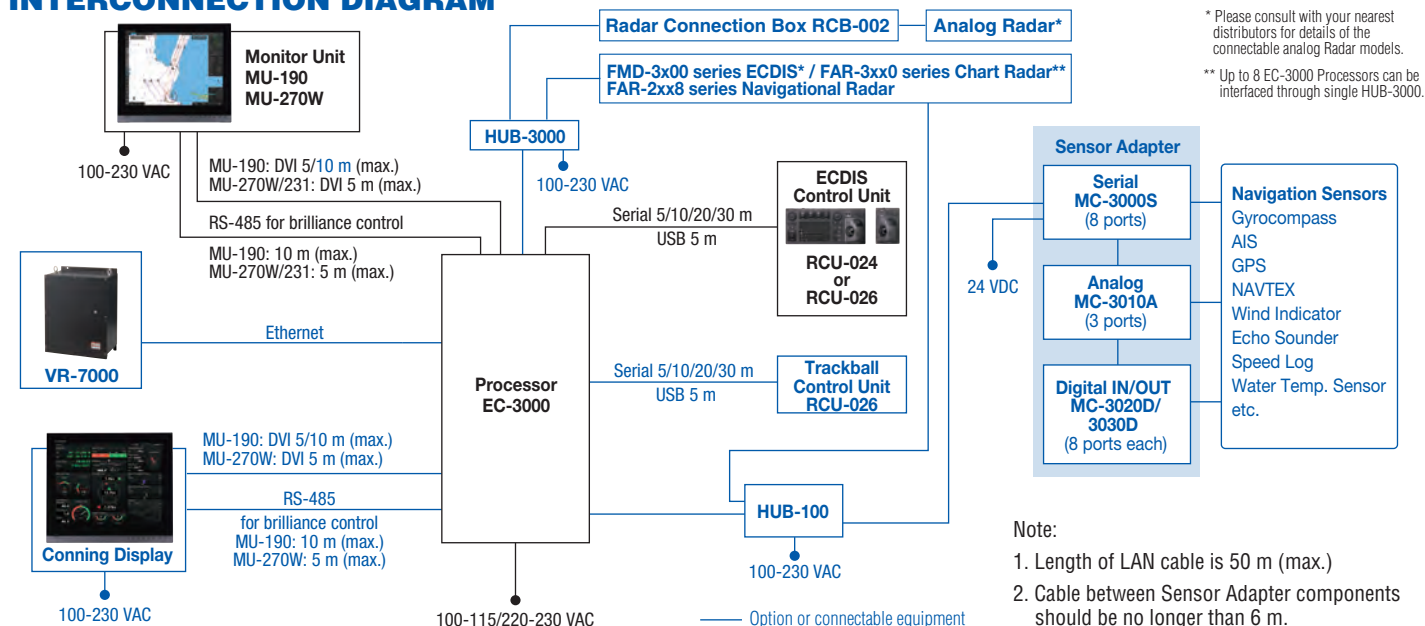 INTERCONNECTION DIAGRAM
Monitor Unit
MU-190
MU-270W
100-230 VAC
MU-190: DVI 5/10 m (max.)
MU-270W/231: DVI 5 m (max.)
RS-485 for brilliance control
MU-190: 10 m (max.)
MU-270W/231: 5 m (max.)
VR-7000
Ethernet
Conning Display
100-230 VAC
MU-190: DVI 5/10 m (max.)
MU-270W: DVI 5 m (max.)
RS-485
for brilliance control
MU-190: 10 m (max.)
MU-270W: 5 m (max.)
Processor
EC-3000
100-115/220-230 VAC
Radar Connection Box RCB-002
Analog Radar*
FMD-3x00 series ECDIS* / FAR-3xx0 series Chart Radar**
FAR-2xx8 series Navigational Radar
HUB-3000
100-230 VAC
Serial 5/10/20/30 m
USB 5 m
ECDIS
Control Unit
RCU-024
or
RCU-026
Serial 5/10/20/30 m
USB 5 m
Trackball
Control Unit
RCU-026
HUB-100
100-230 VAC
Option or connectable equipment
* Please consult with your nearest
distributors for details of the
connectable analog Radar models.
** Up to 8 EC-3000 Processors can be
interfaced through single HUB-3000.
Sensor Adapter
Serial
MC-3000S
(8 ports)
24 VDC
Analog
MC-3010A
(3 ports)
Digital IN/OUT
MC-3020D/
3030D
(8 ports each)
Navigation Sensors
Gyrocompass
AIS
GPS
NAVTEX
Wind Indicator
Echo Sounder
Speed Log
Water Temp. Sensor
etc.
Note:
1. Length of LAN cable is 50 m (max.)
2. Cable between Sensor Adapter components
should be no longer than 6 m.